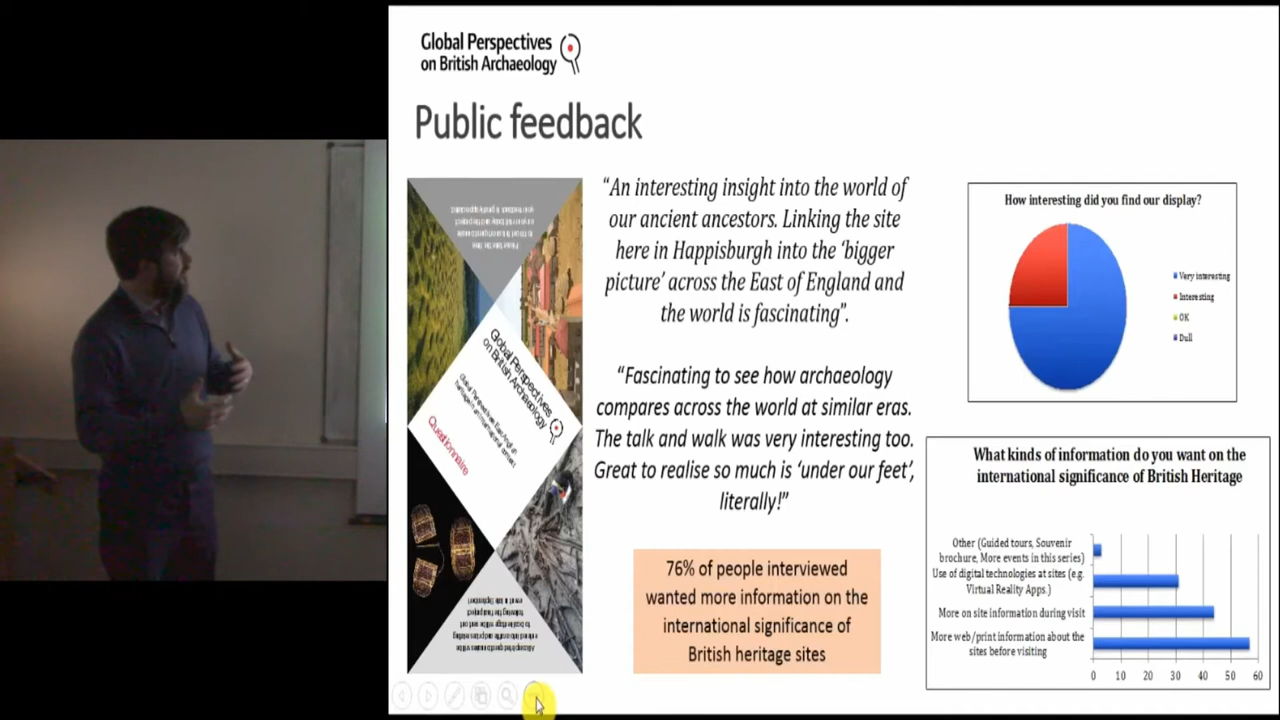 Global Perspectives
on British Archaeology
Public feedback
“An interesting insight into the world of
our ancient ancestors. Linking the site
here in Happisburgh into the ‘bigger
picture’ across the East of England and
the world is fascinating”.
“Fascinating to see how archaeology
compares across the world at similar eras.
The talk and walk was very interesting too.
Great to realise so much is ‘under our feet’,
literally!”
76% of people interviewed
wanted more information on the
international significance of
British heritage sites
Global Perspectives
on British Archaeology
Questionnaire
How interesting did you find our display?
Very interesting
Interesting
OK
Dull
What kinds of information do you want on the
international significance of British Heritage
Other (Guided tours, Souvenir
brochure, More events in this series)
Use of digital technologies at sites (e.g.
Virtual Reality Apps.)
More on site information during visit
More web/print information about the
sites before visiting
0 10 20 30 40 50 60